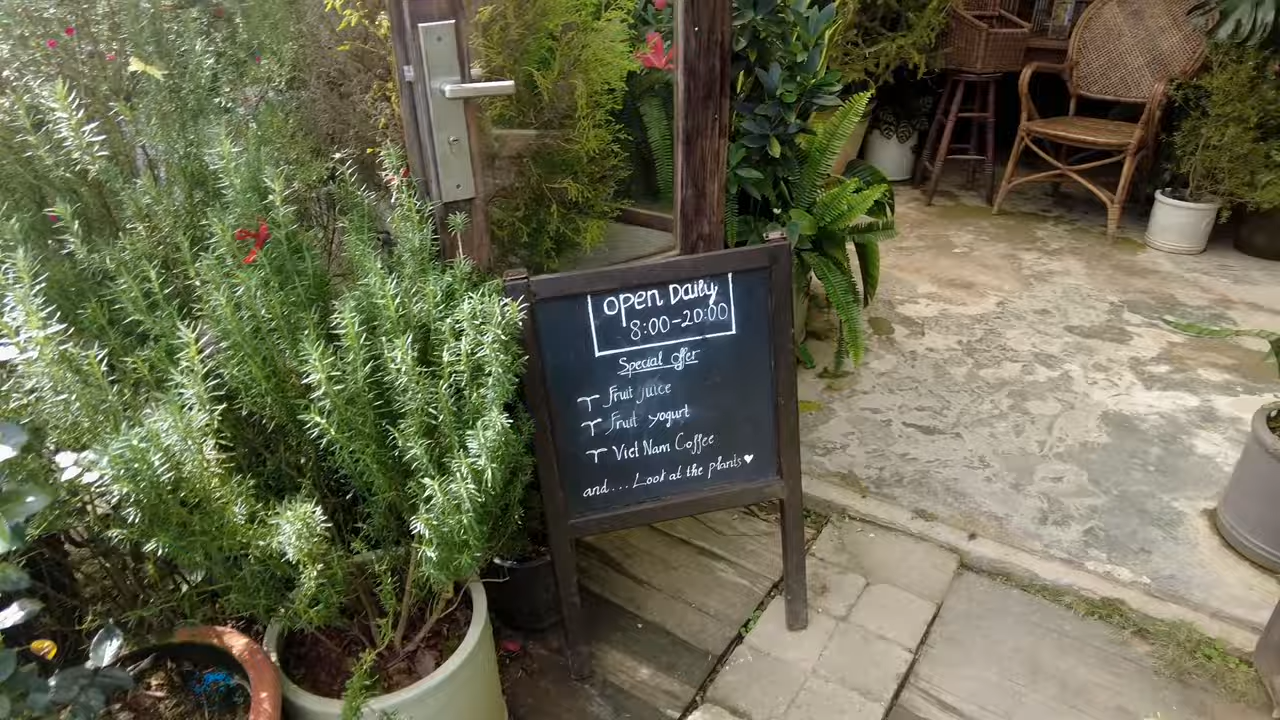 open Daily
8:00-20:00
Special offer
Fruit juice
Fruit yogurt
Viet Nam Coffee
and... Look at the plants